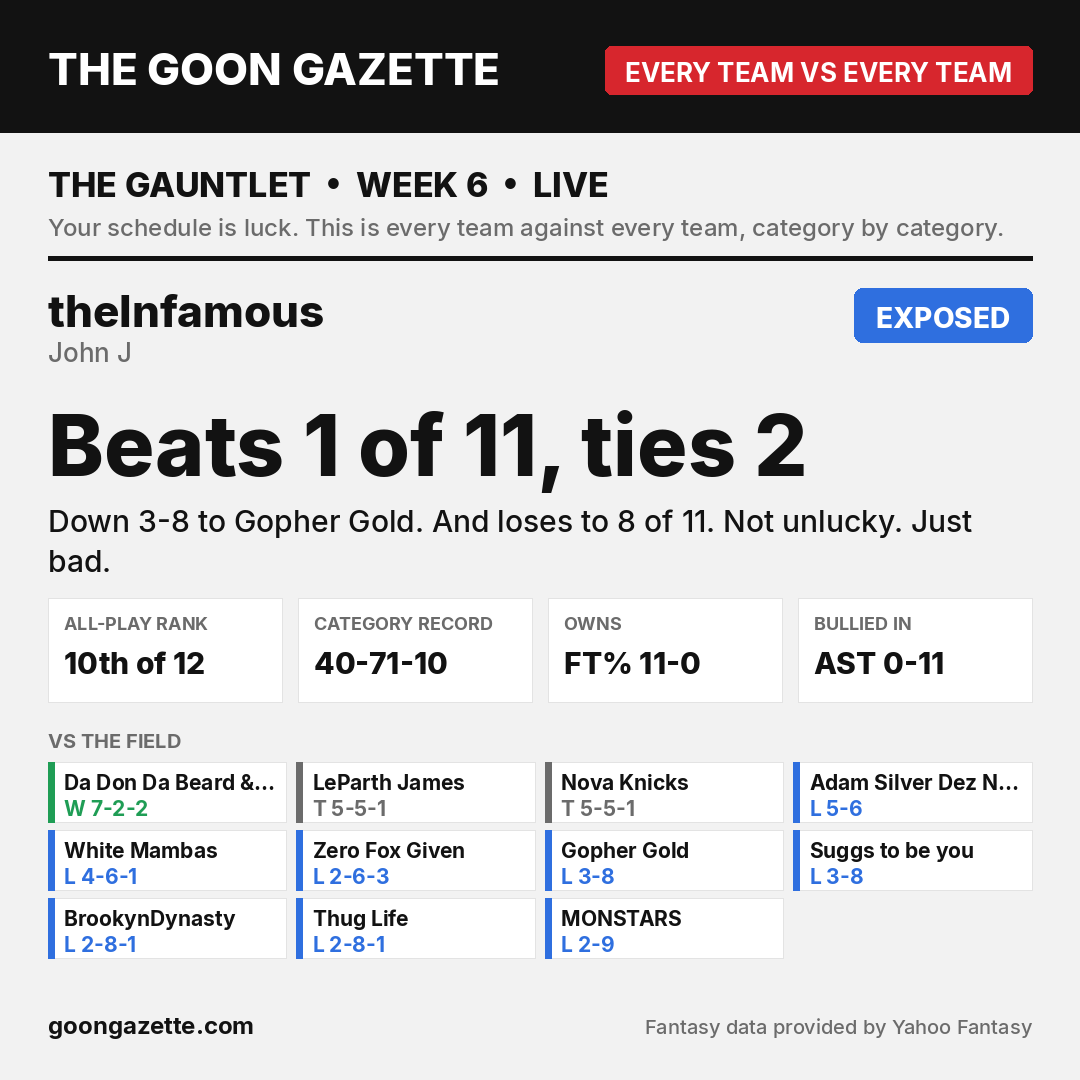 THE GOON GAZETTE
EVERY TEAM VS EVERY TEAM
THE GAUNTLET • WEEK 6 • LIVE
Your schedule is luck. This is every team against every team, category by category.
theInfamous
EXPOSED
John J
Beats 1 of 11, ties 2
Down 3-8 to Gopher Gold. And loses to 8 of 11. Not unlucky. Just
bad.
ALL-PLAY RANK
10th of 12
CATEGORY RECORD
40-71-10
OWNS
FT% 11-0
BULLIED IN
AST 0-11
VS THE FIELD
Da Don Da Beard &...
W 7-2-2
LeParth James
T 5-5-1
Nova Knicks
T 5-5-1
Adam Silver Dez N...
L 5-6
White Mambas
L 4-6-1
Zero Fox Given
L 2-6-3
Gopher Gold
L 3-8
Suggs to be you
L 3-8
BrookynDynasty
L 2-8-1
Thug Life
L 2-8-1
MONSTARS
L 2-9
goongazette.com
Fantasy data provided by Yahoo Fantasy